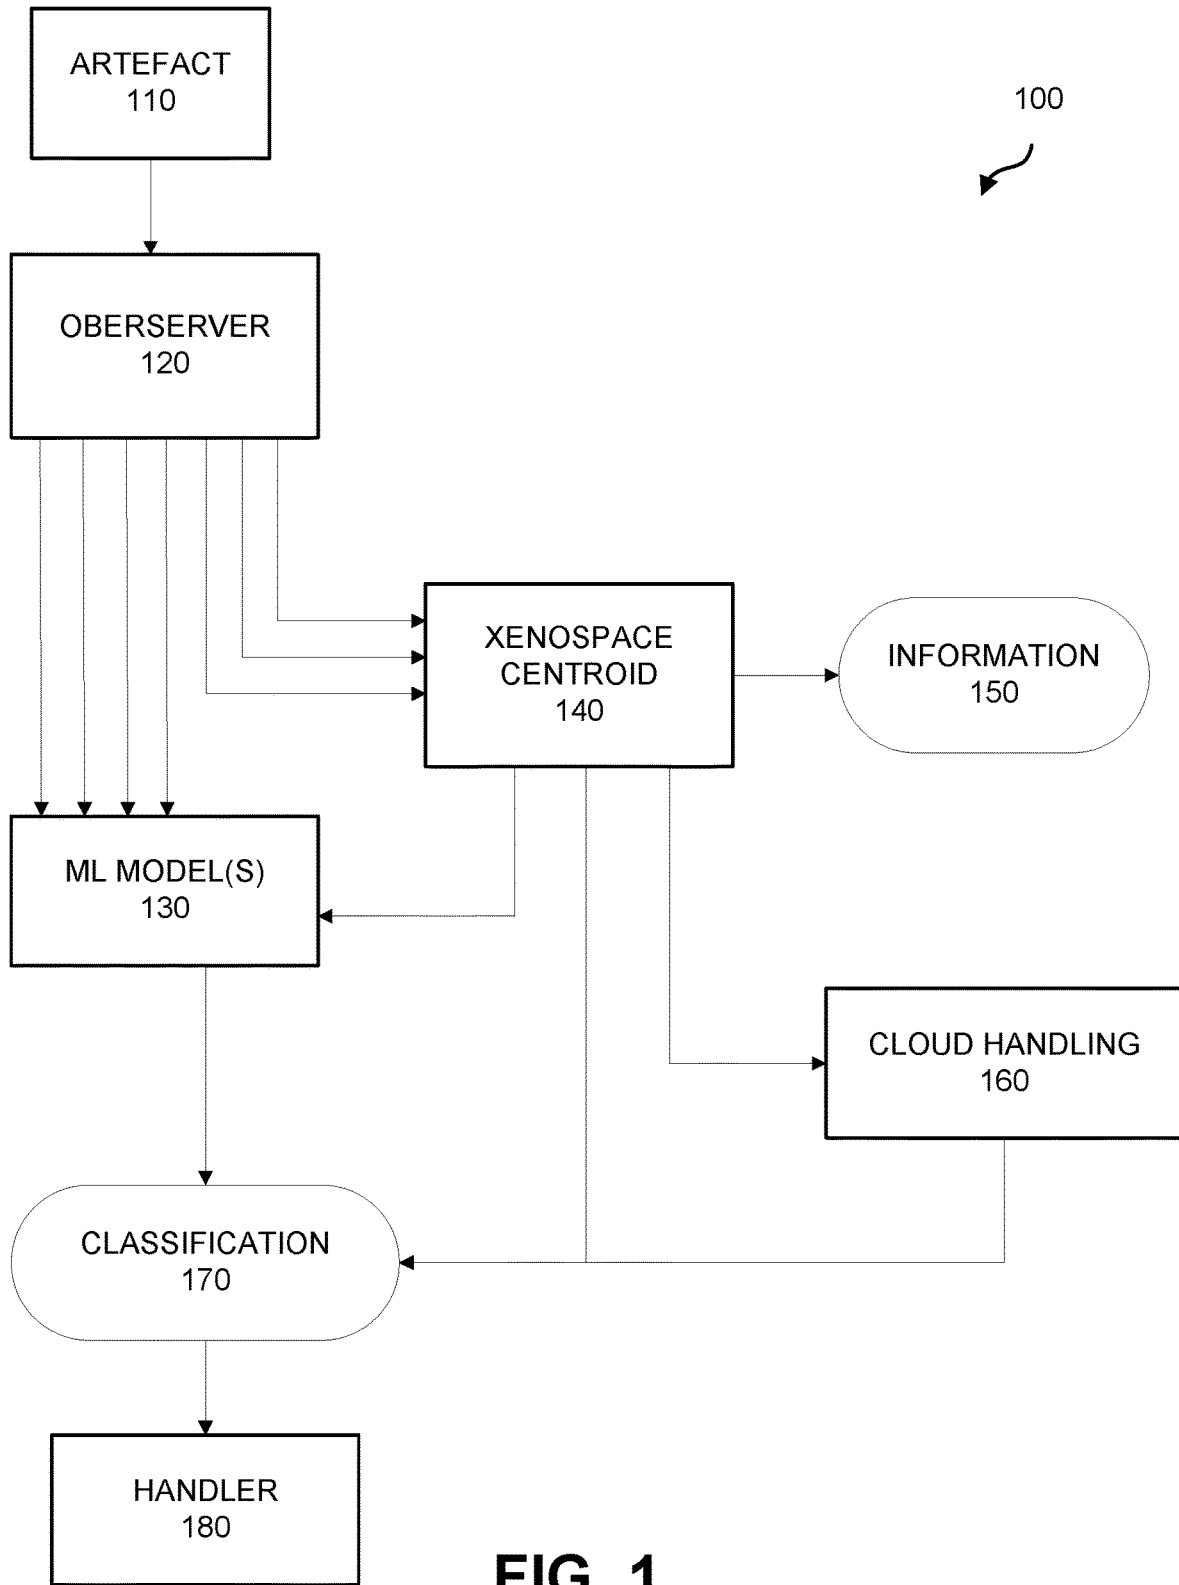 ARTEFACT
110
100
OBERSERVER
120
XENOSPACE
CENTROID
140
INFORMATION
150
ML MODEL(S)
130
CLOUD HANDLING
160
CLASSIFICATION
170
HANDLER
180
FIG. 1